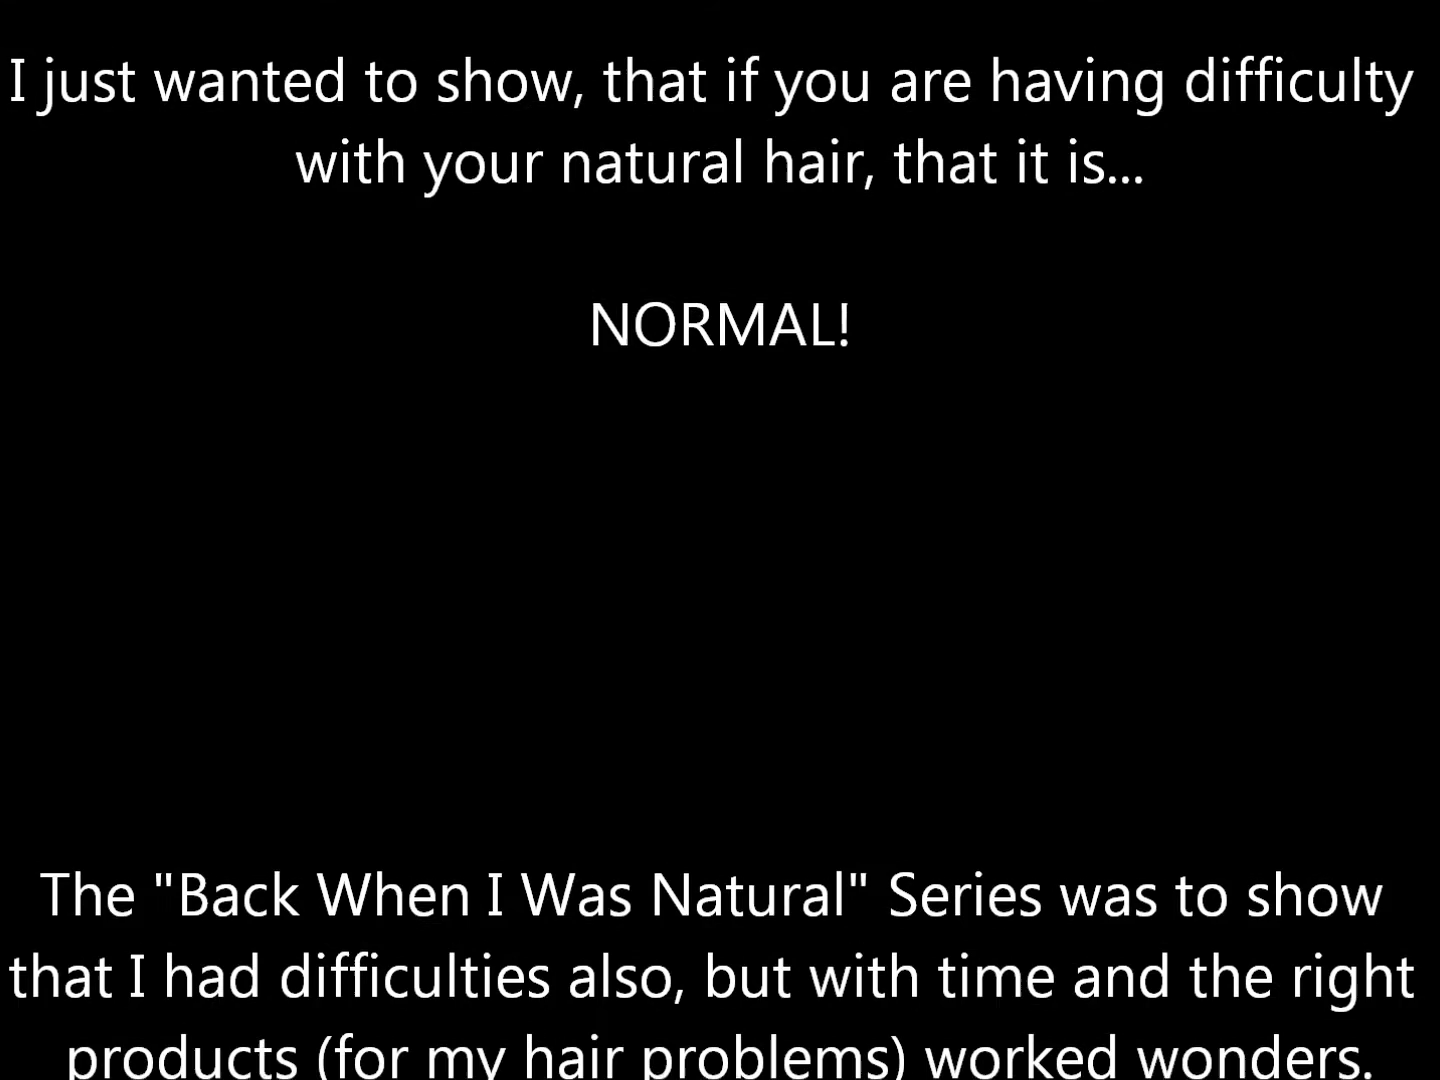 I just wanted to show, that if you are having difficulty
with your natural hair, that it is...
NORMAL!
The "Back When I Was Natural" Series was to show
that I had difficulties also, but with time and the right
products (for my hair problems) worked wonders.